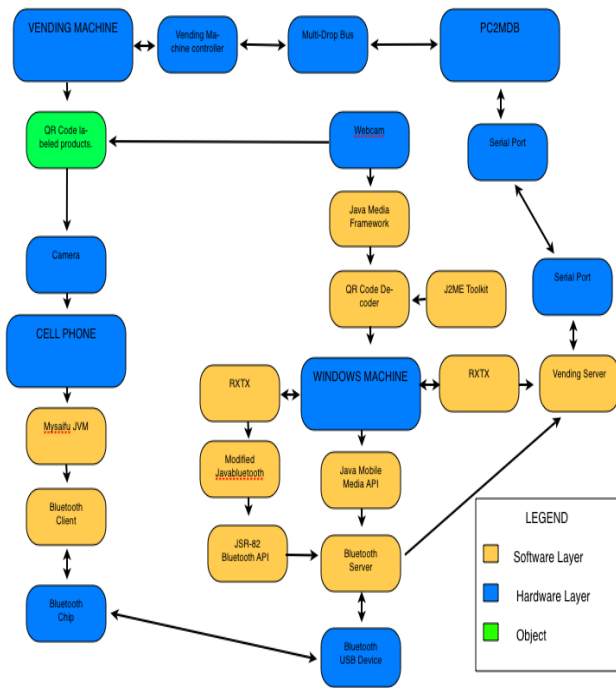 VENDING MACHINE
Vending Ma-
chine controller
Multi-Drop Bus
PC2MDB
QR Code la-
beled products.
Webcam
Serial Port
Java Media
Framework
Camera
QR Code De-
coder
J2ME Toolkit
Serial Port
CELL PHONE
RXTX
WINDOWS MACHINE
RXTX
Vending Server
Mysaifu JVM
Modified
Javabluetooth
Java Mobile
Media API
Bluetooth
Client
JSR-82
Bluetooth API
Bluetooth
Server
Bluetooth
Chip
Bluetooth
USB Device
LEGEND
Software Layer
Hardware Layer
Object